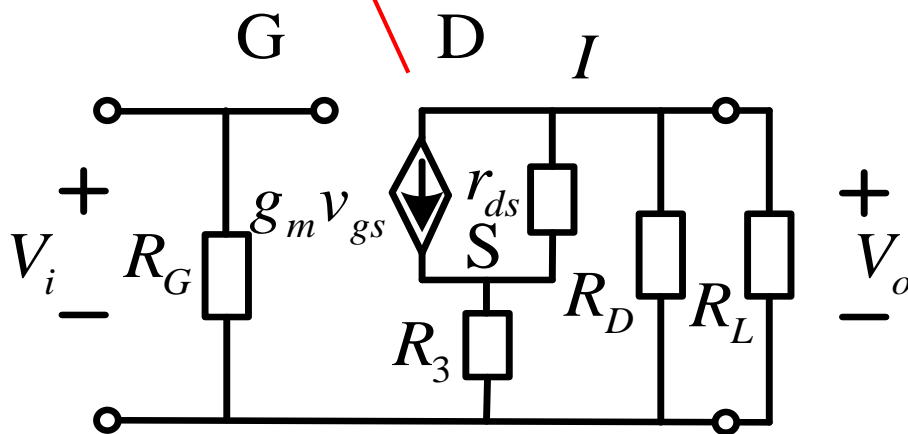 G D I
+ +
g_m v_gs r_ds
V_i R_G S V_o
R_D R_L
− −
R_3